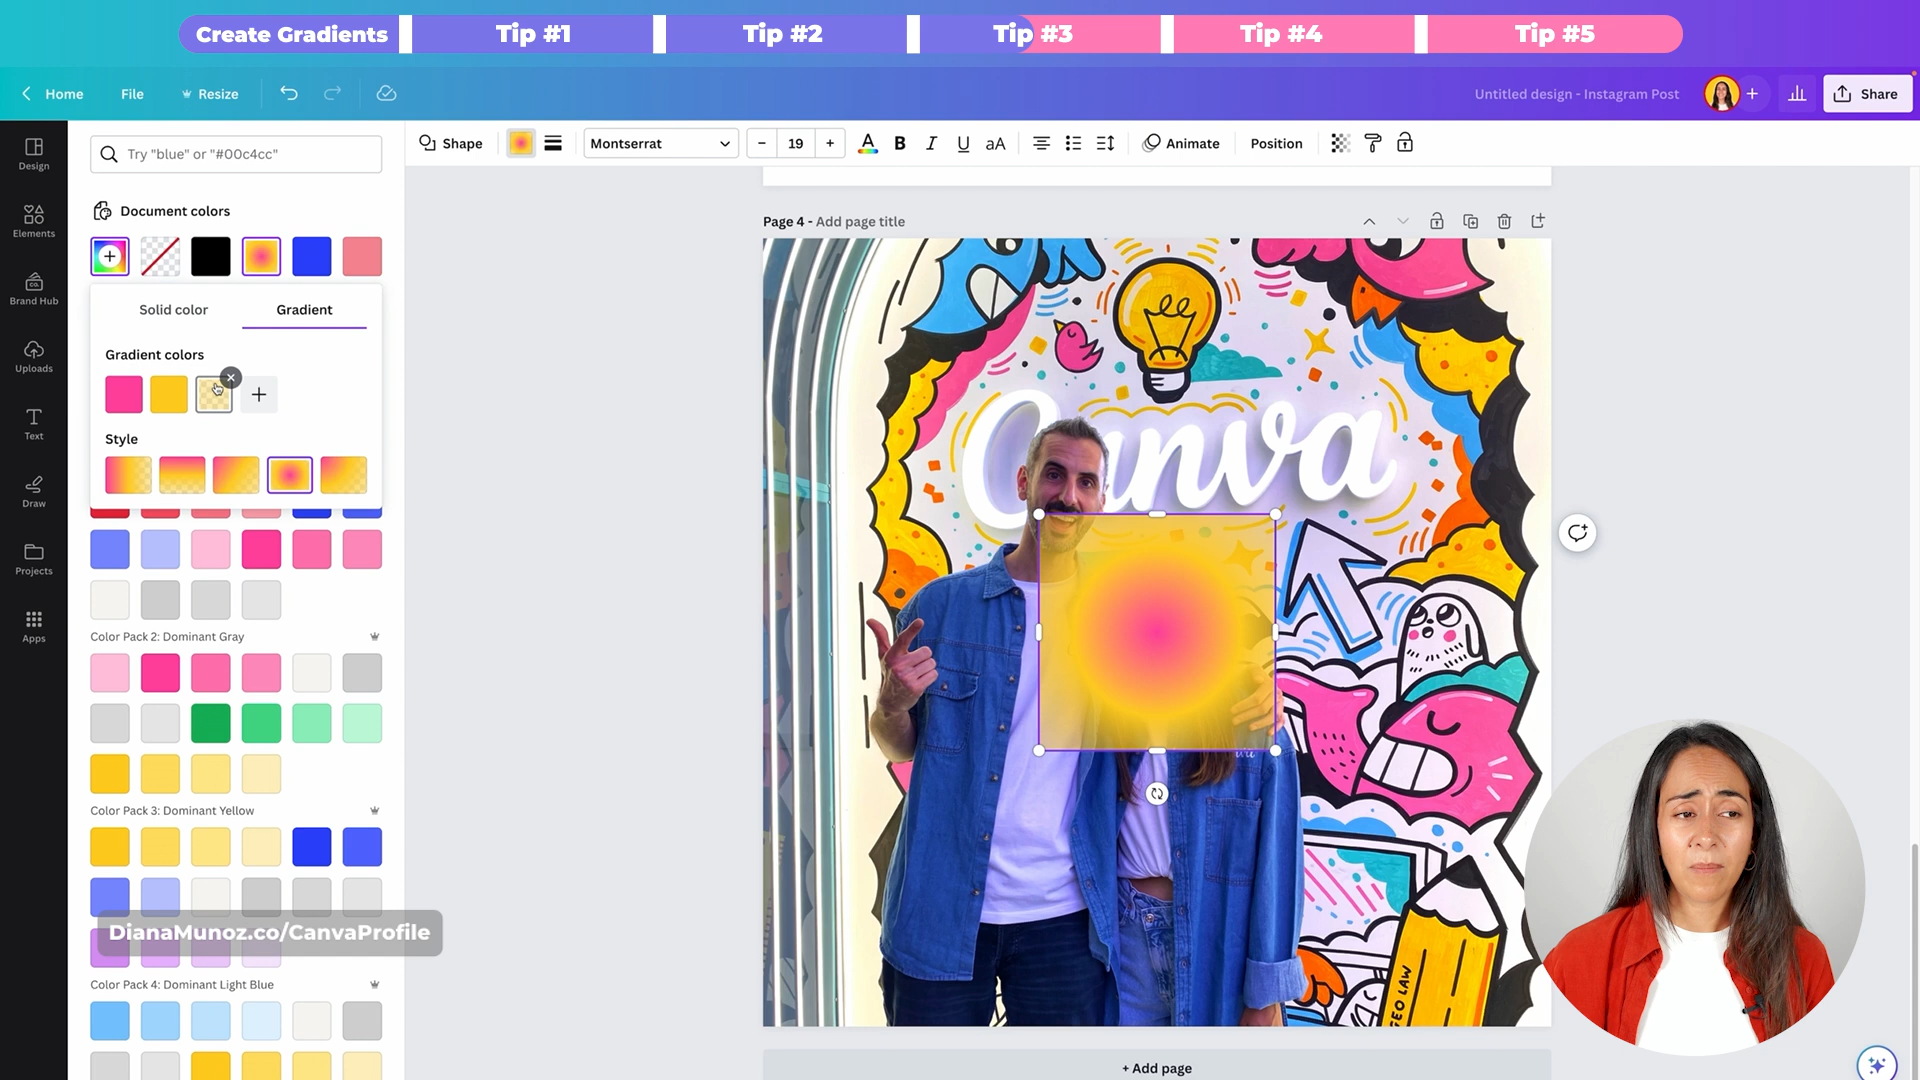 Create Gradients
Tip #1
Tip #2
Tip #3
Tip #4
Tip #5
Home
File
Resize
Untitled design - Instagram Post
Share
Design
Elements
Brand Hub
Uploads
Text
Draw
Projects
Apps
Try "blue" or "#00c4cc"
Document colors
Solid color
Gradient
Gradient colors
Style
Color Pack 2: Dominant Gray
Color Pack 3: Dominant Yellow
DianaMunoz.co/CanvaProfile
Color Pack 4: Dominant Light Blue
Shape
Montserrat
19
A B I U aA
Animate
Position
Page 4 - Add page title
Canva
GEO LAW
+ Add page